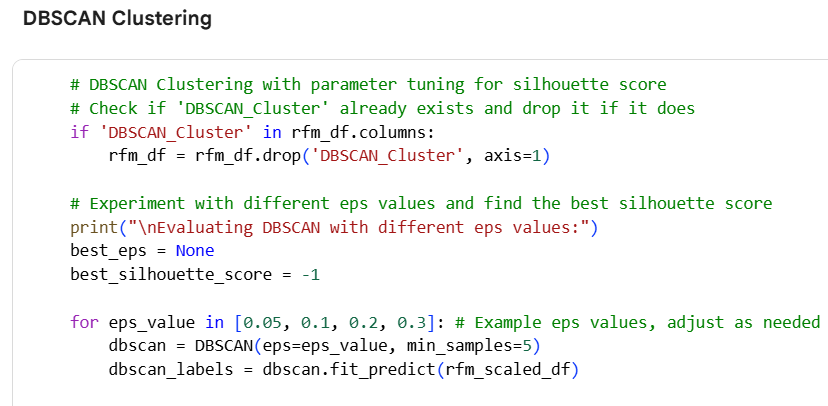 DBSCAN Clustering
# DBSCAN Clustering with parameter tuning for silhouette score
# Check if 'DBSCAN_Cluster' already exists and drop it if it does
if 'DBSCAN_Cluster' in rfm_df.columns:
    rfm_df = rfm_df.drop('DBSCAN_Cluster', axis=1)
# Experiment with different eps values and find the best silhouette score
print("\nEvaluating DBSCAN with different eps values:")
best_eps = None
best_silhouette_score = -1
for eps_value in [0.05, 0.1, 0.2, 0.3]: # Example eps values, adjust as needed
    dbscan = DBSCAN(eps=eps_value, min_samples=5)
    dbscan_labels = dbscan.fit_predict(rfm_scaled_df)